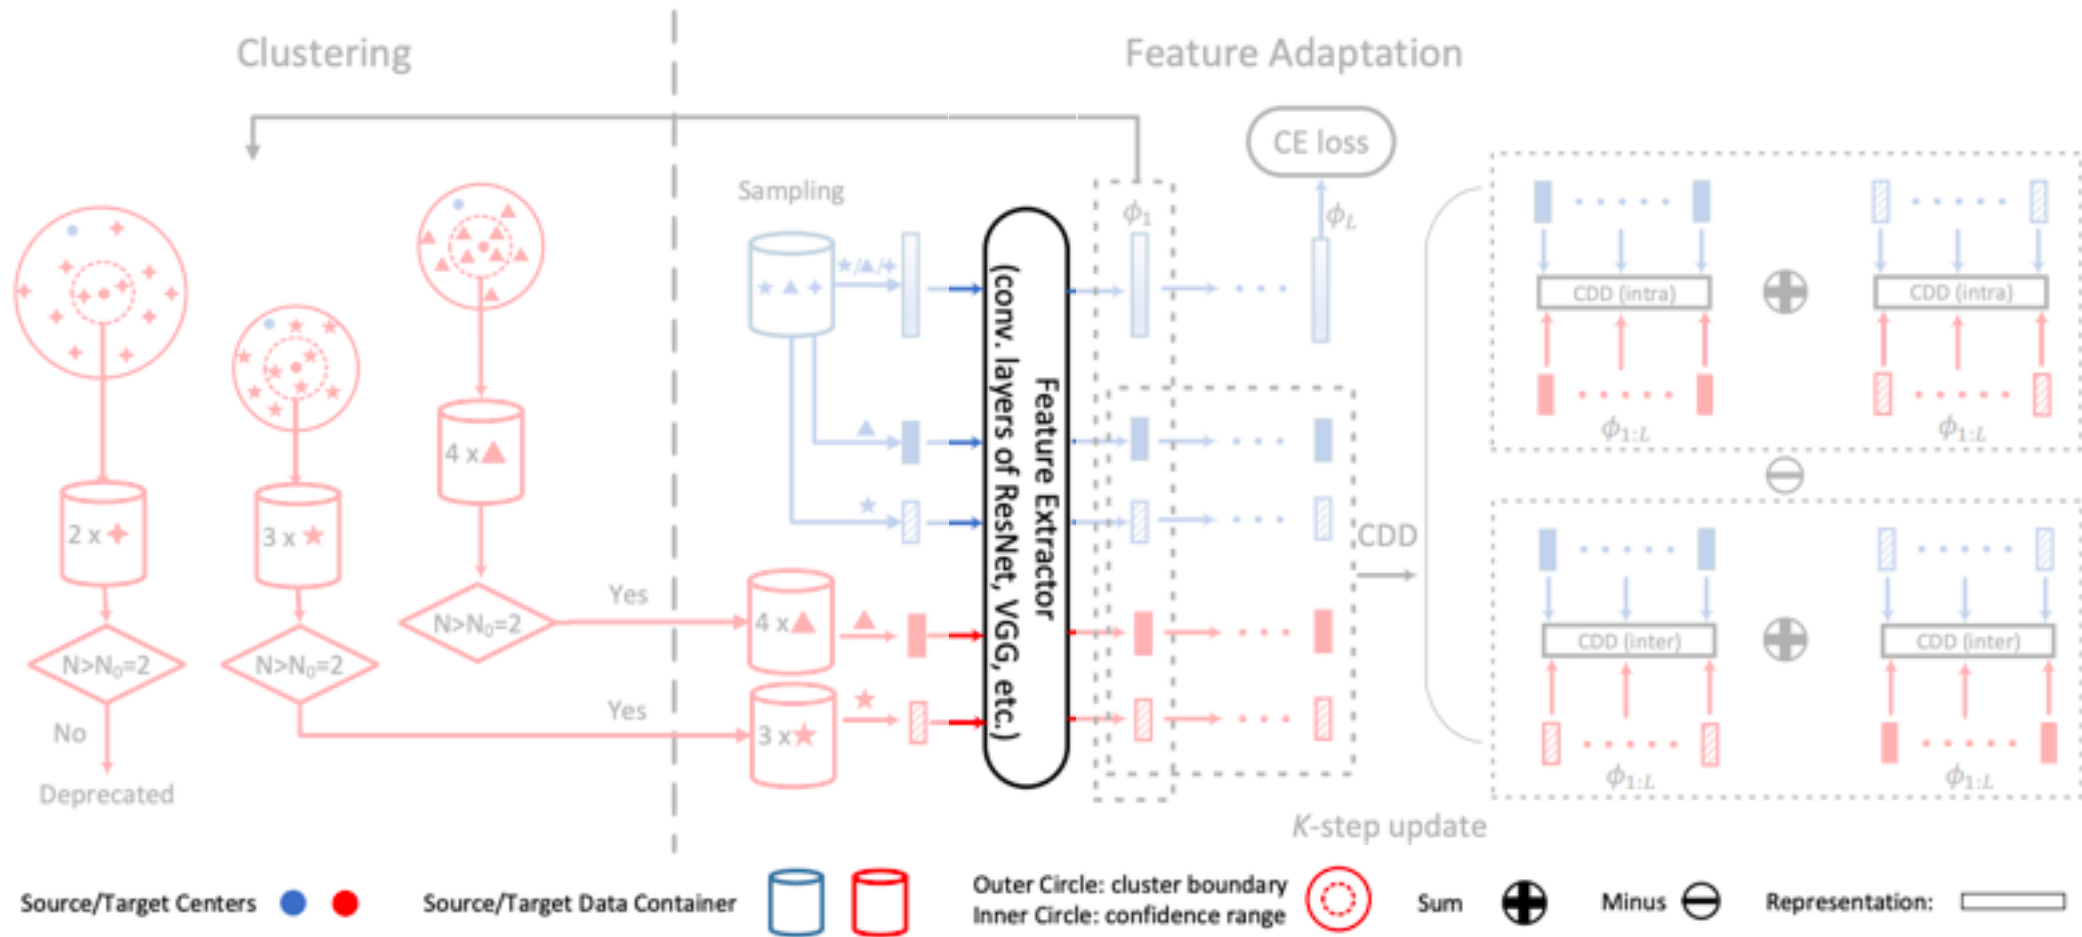 Clustering
Feature Adaptation
CE loss
Sampling
ϕ₁
ϕ_L
★/▲/✦
CDD (intra)
CDD (intra)
ϕ₁:L
ϕ₁:L
Feature Extractor
(conv. layers of ResNet, VGG, etc.)
4 x
2 x
3 x
CDD
N>N₀=2
N>N₀=2
N>N₀=2
Yes
Yes
No
Deprecated
4 x
3 x
CDD (inter)
CDD (inter)
ϕ₁:L
ϕ₁:L
K-step update
Source/Target Centers
Source/Target Data Container
Outer Circle: cluster boundary
Inner Circle: confidence range
Sum
Minus
Representation: